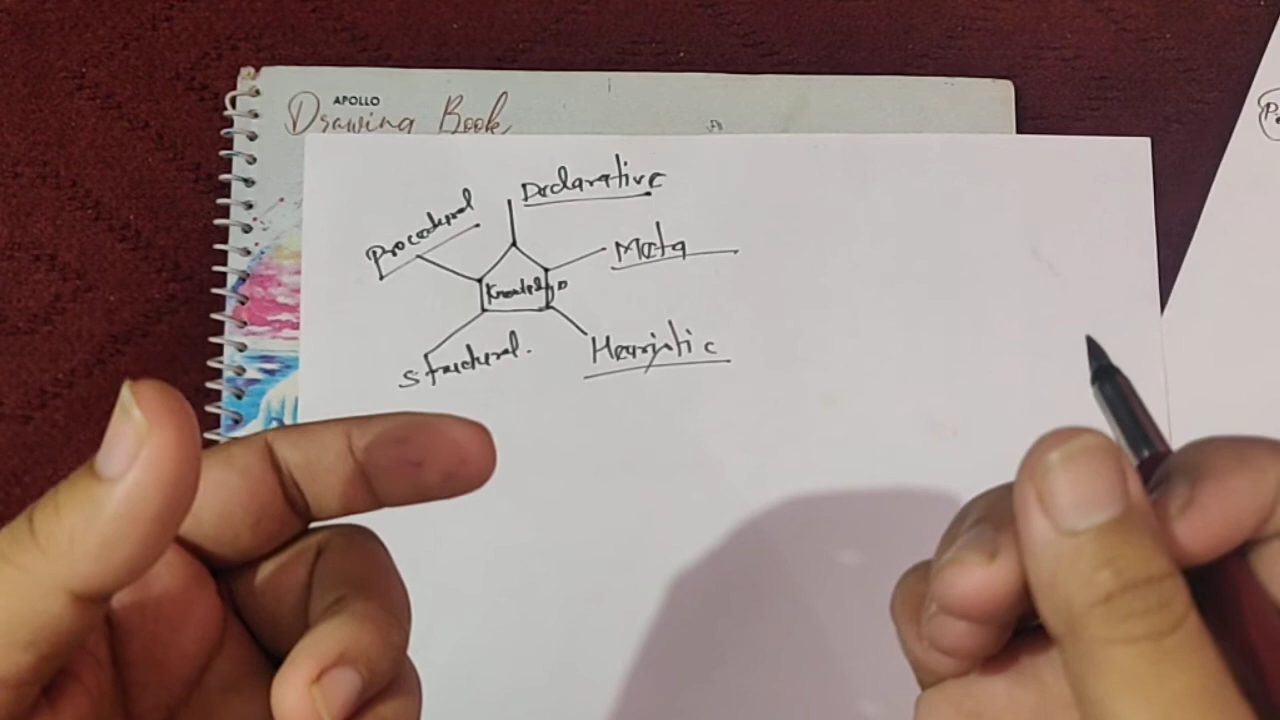 APOLLO
Drawing Book
Declarative
Procedural
Meta
Knowledge
Heuristic
Structural.